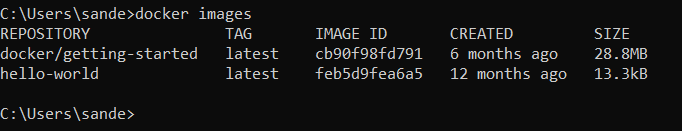 C:\Users\sande>docker images
REPOSITORY TAG IMAGE ID CREATED SIZE
docker/getting-started latest cb90f98fd791 6 months ago 28.8MB
hello-world latest feb5d9fea6a5 12 months ago 13.3kB
C:\Users\sande>